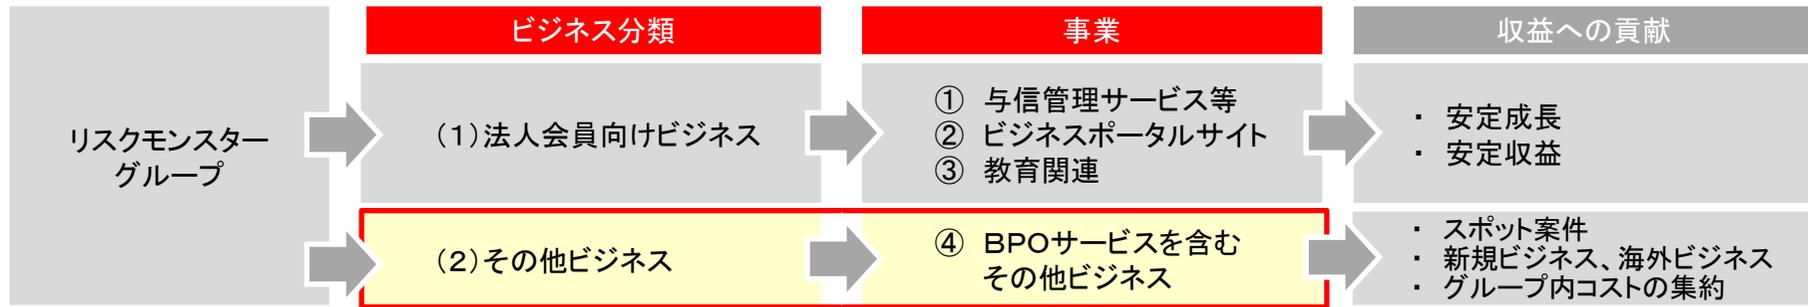 ビジネス分類
事業
収益への貢献
リスクモンスター
グループ
（1）法人会員向けビジネス
① 与信管理サービス等
② ビジネスポータルサイト
③ 教育関連
・ 安定成長
・ 安定収益
（2）その他ビジネス
④ BPOサービスを含む
その他ビジネス
・ スポット案件
・ 新規ビジネス、海外ビジネス
・ グループ内コストの集約